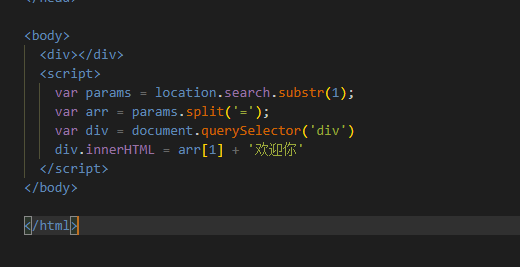 </head>
<body>
<div></div>
<script>
var params = location.search.substr(1);
var arr = params.split('=');
var div = document.querySelector('div')
div.innerHTML = arr[1] + '欢迎你'
</script>
</body>
</html>